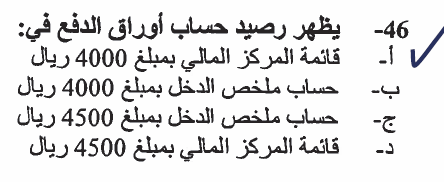 46- يظهر رصيد حساب أوراق الدفع في:
أ- قائمة المركز المالي بمبلغ 4000 ريال
ب- حساب ملخص الدخل بمبلغ 4000 ريال
ج- حساب ملخص الدخل بمبلغ 4500 ريال
د- قائمة المركز المالي بمبلغ 4500 ريال